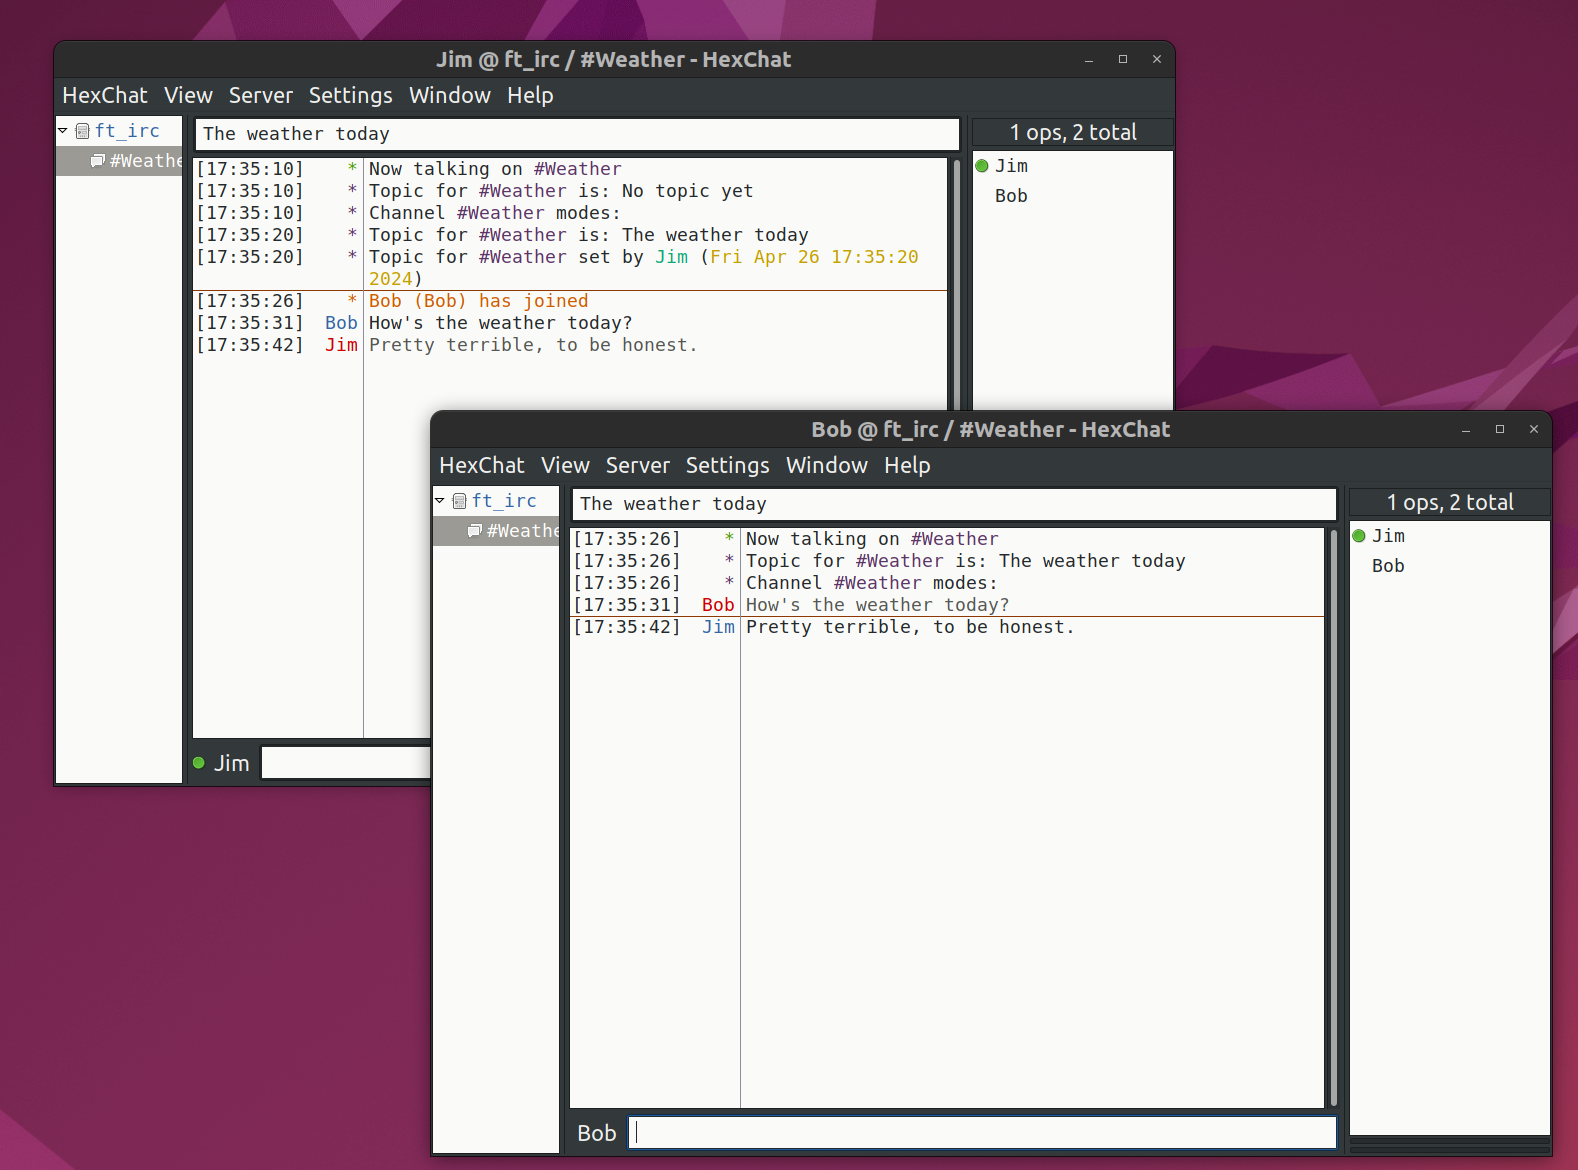 Jim @ ft_irc / #Weather - HexChat
HexChat View Server Settings Window Help
ft_irc
#Weathe
The weather today
1 ops, 2 total
Jim
Bob
[17:35:10] * Now talking on #Weather
[17:35:10] * Topic for #Weather is: No topic yet
[17:35:10] * Channel #Weather modes:
[17:35:20] * Topic for #Weather is: The weather today
[17:35:20] * Topic for #Weather set by Jim (Fri Apr 26 17:35:20
2024)
[17:35:26] * Bob (Bob) has joined
[17:35:31] Bob How's the weather today?
[17:35:42] Jim Pretty terrible, to be honest.
Jim
Bob @ ft_irc / #Weather - HexChat
HexChat View Server Settings Window Help
ft_irc
#Weathe
The weather today
1 ops, 2 total
Jim
Bob
[17:35:26] * Now talking on #Weather
[17:35:26] * Topic for #Weather is: The weather today
[17:35:26] * Channel #Weather modes:
[17:35:31] Bob How's the weather today?
[17:35:42] Jim Pretty terrible, to be honest.
Bob